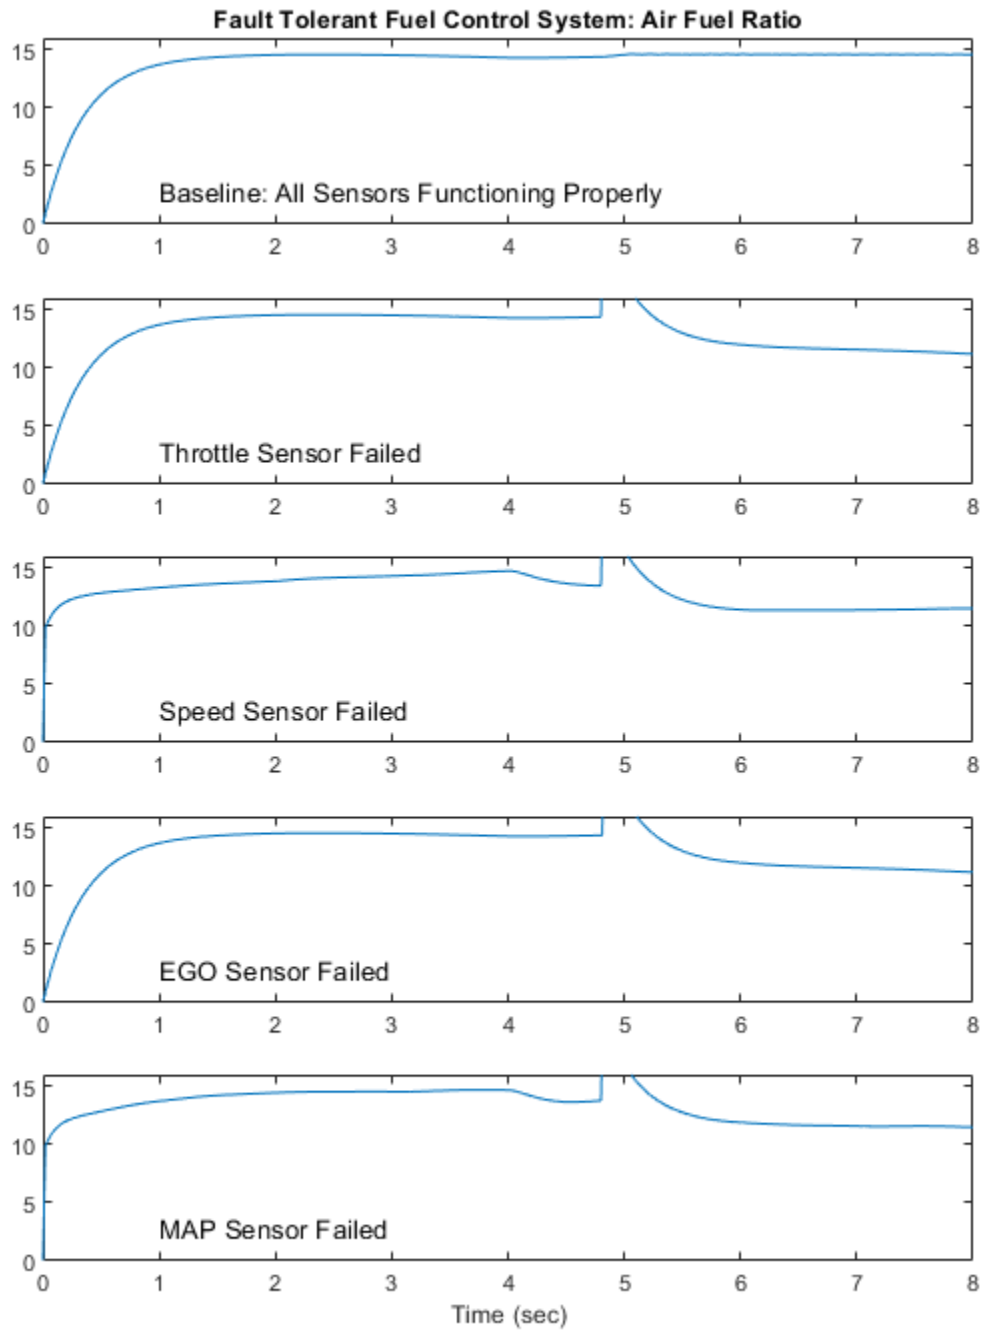 Fault Tolerant Fuel Control System: Air Fuel Ratio
15
10
5
0
Baseline: All Sensors Functioning Properly
0 1 2 3 4 5 6 7 8
15
10
5
0
Throttle Sensor Failed
0 1 2 3 4 5 6 7 8
15
10
5
0
Speed Sensor Failed
0 1 2 3 4 5 6 7 8
15
10
5
0
EGO Sensor Failed
0 1 2 3 4 5 6 7 8
15
10
5
0
MAP Sensor Failed
0 1 2 3 4 5 6 7 8
Time (sec)